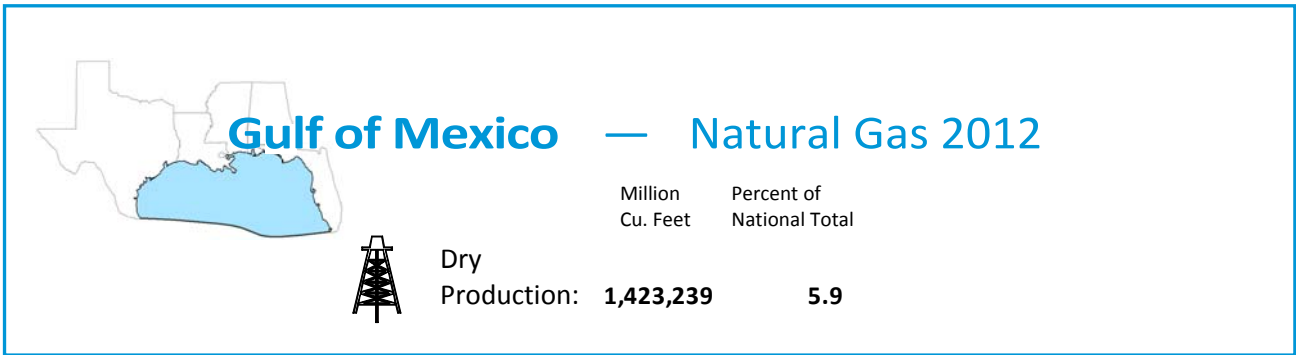 Gulf of Mexico — Natural Gas 2012
Million Percent of
Cu. Feet National Total
Dry
Production: 1,423,239 5.9